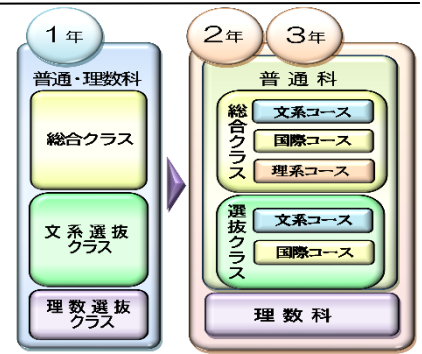 1年
普通・理数科
総合クラス
文系選抜
クラス
理数選抜
クラス
2年
3年
普通科
総合クラス
文系コース
国際コース
理系コース
選抜クラス
文系コース
国際コース
理数科